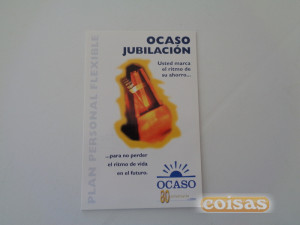 PLAN PERSONAL FLEXIBLE
OCASO
JUBILACIÓN
Usted marca
el ritmo de
su ahorro...
...para no perder
el ritmo de vida
en el futuro.
OCASO
80
coisas